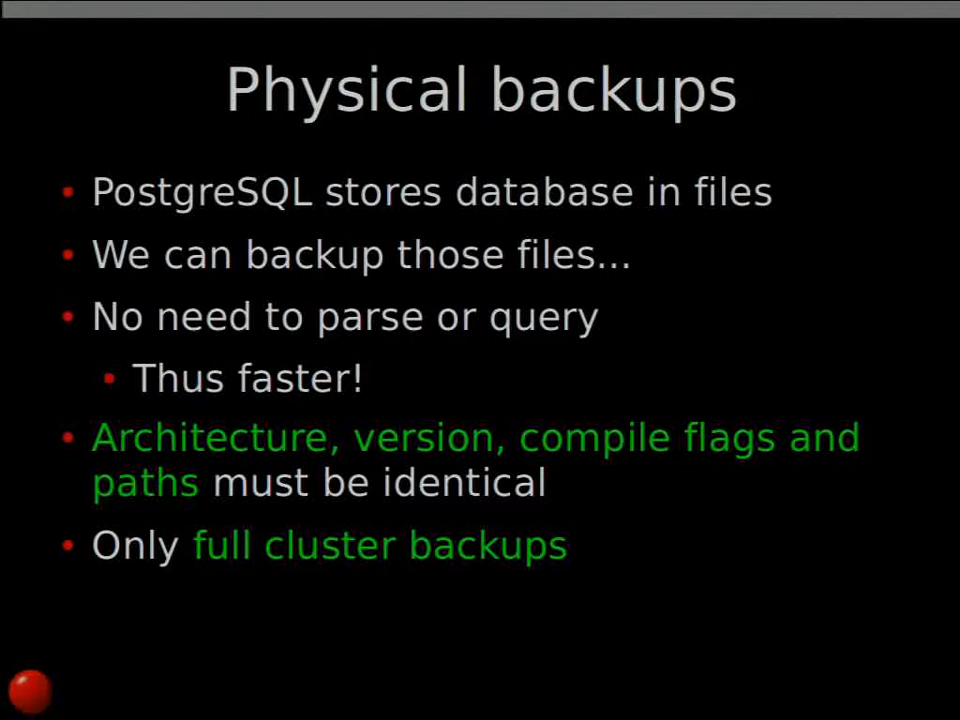 Physical backups
• PostgreSQL stores database in files
• We can backup those files...
• No need to parse or query
• Thus faster!
• Architecture, version, compile flags and
paths must be identical
• Only full cluster backups